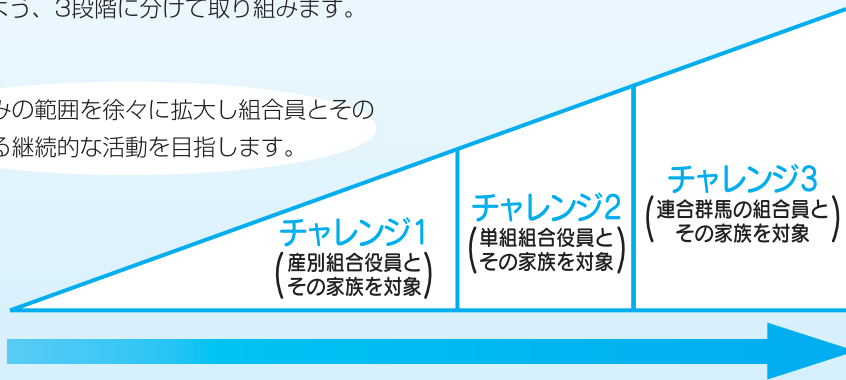 よう、3段階に分けて取り組みます。
みの範囲を徐々に拡大し組合員とその
る継続的な活動を目指します。
チャレンジ1
(産別組合役員と
その家族を対象)
チャレンジ2
(単組組合役員と
その家族を対象)
チャレンジ3
(連合群馬の組合員と
その家族を対象)